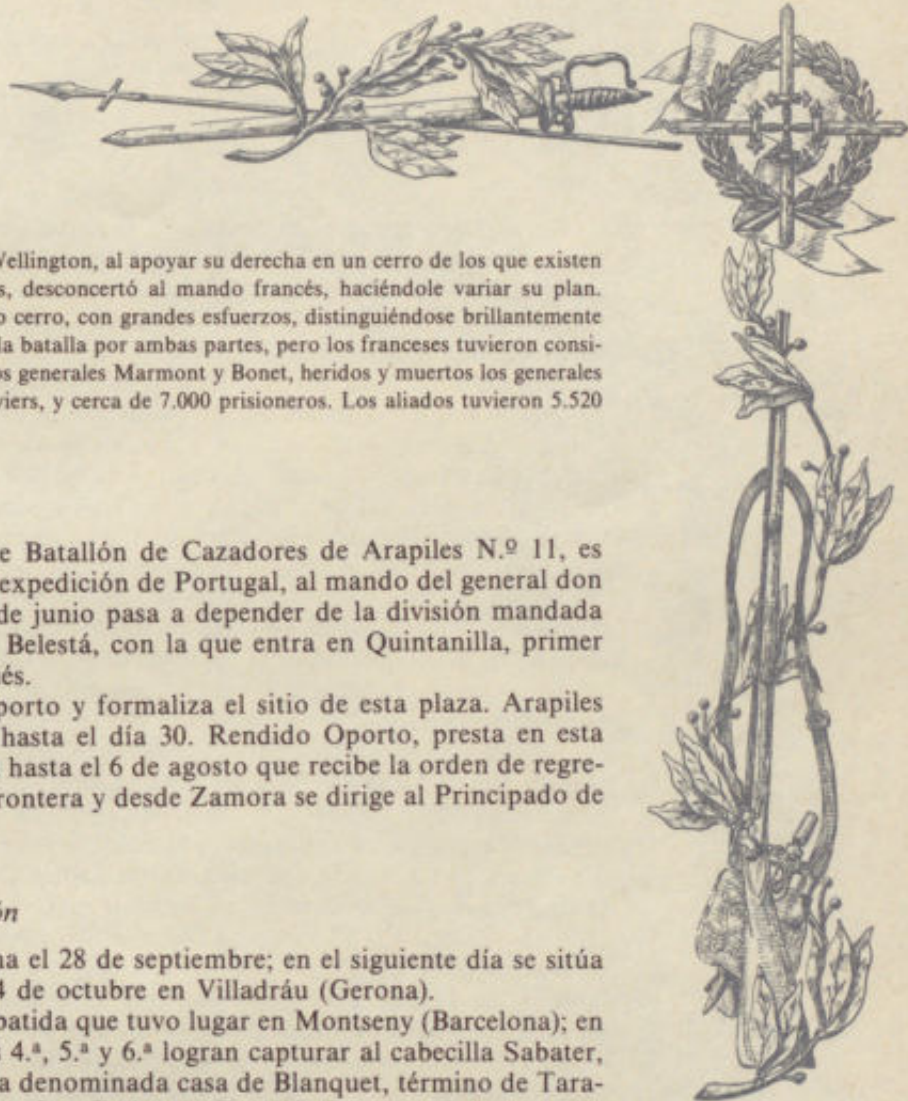 Wellington, al apoyar su derecha en un cerro de los que existen
s, desconcertó al mando francés, haciéndole variar su plan.
o cerro, con grandes esfuerzos, distinguiéndose brillantemente
la batalla por ambas partes, pero los franceses tuvieron consi-
os generales Marmont y Bonet, heridos y muertos los generales
viers, y cerca de 7.000 prisioneros. Los aliados tuvieron 5.520
e Batallón de Cazadores de Arapiles N.º 11, es
expedición de Portugal, al mando del general don
de junio pasa a depender de la división mandada
Belestá, con la que entra en Quintanilla, primer
és.
porto y formaliza el sitio de esta plaza. Arapiles
hasta el día 30. Rendido Oporto, presta en esta
hasta el 6 de agosto que recibe la orden de regre-
rontera y desde Zamora se dirige al Principado de
ón
na el 28 de septiembre; en el siguiente día se sitúa
4 de octubre en Villadráu (Gerona).
batida que tuvo lugar en Montseny (Barcelona); en
s 4.ª, 5.ª y 6.ª logran capturar al cabecilla Sabater,
a denominada casa de Blanquet, término de Tara-